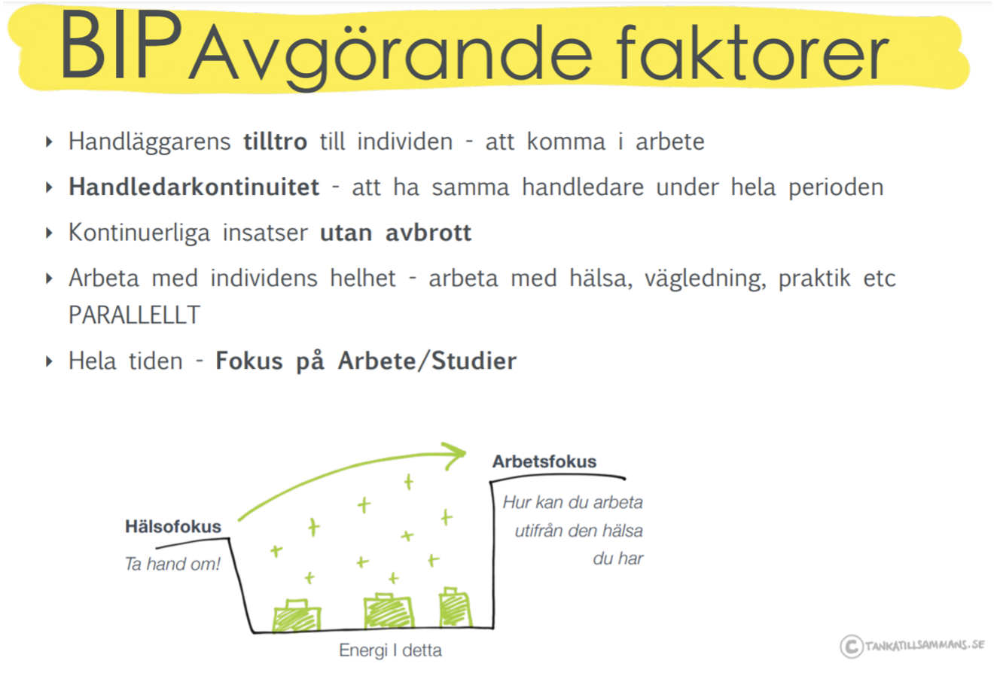 BIP Avgörande faktorer
Handläggarens tilltro till individen - att komma i arbete
Handledarkontinuitet - att ha samma handledare under hela perioden
Kontinuerliga insatser utan avbrott
Arbeta med individens helhet - arbeta med hälsa, vägledning, praktik etc
PARALLELLT
Hela tiden - Fokus på Arbete/Studier
Hälsofokus
Ta hand om!
Arbetsfokus
Hur kan du arbeta
utifrån den hälsa
du har
Energi I detta
© TANKATILLSAMMANS.SE